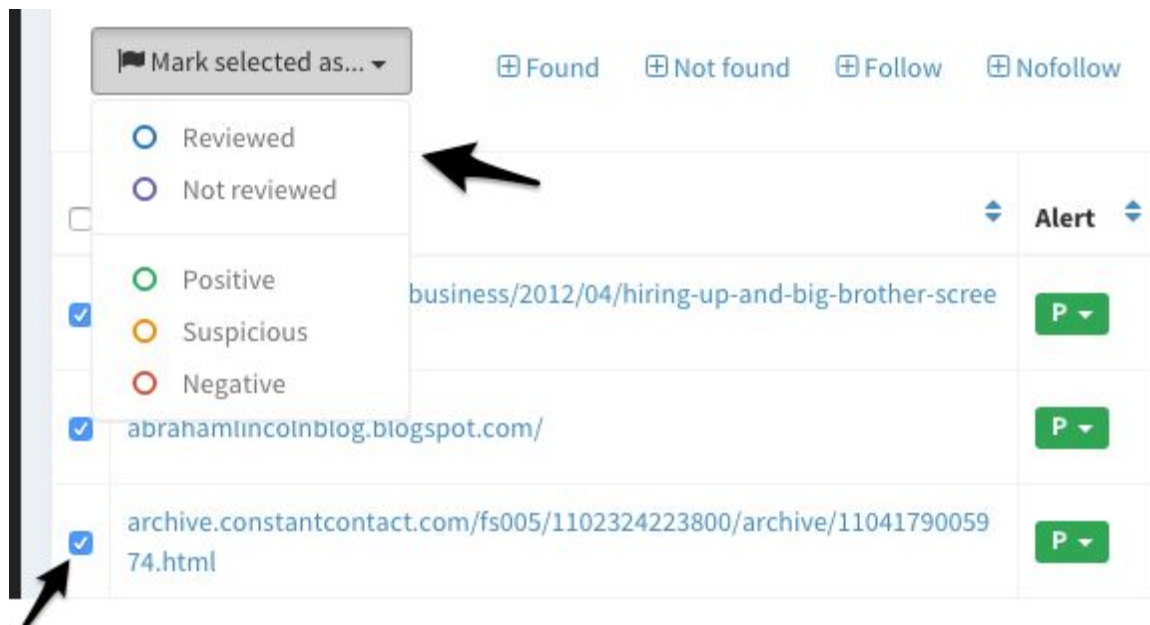 Mark selected as...
Found
Not found
Follow
Nofollow
Reviewed
Not reviewed
Positive
Suspicious
Negative
Alert
business/2012/04/hiring-up-and-big-brother-scree
P
abrahamlincolnblog.blogspot.com/
P
archive.constantcontact.com/fs005/1102324223800/archive/11041790059
74.html
P